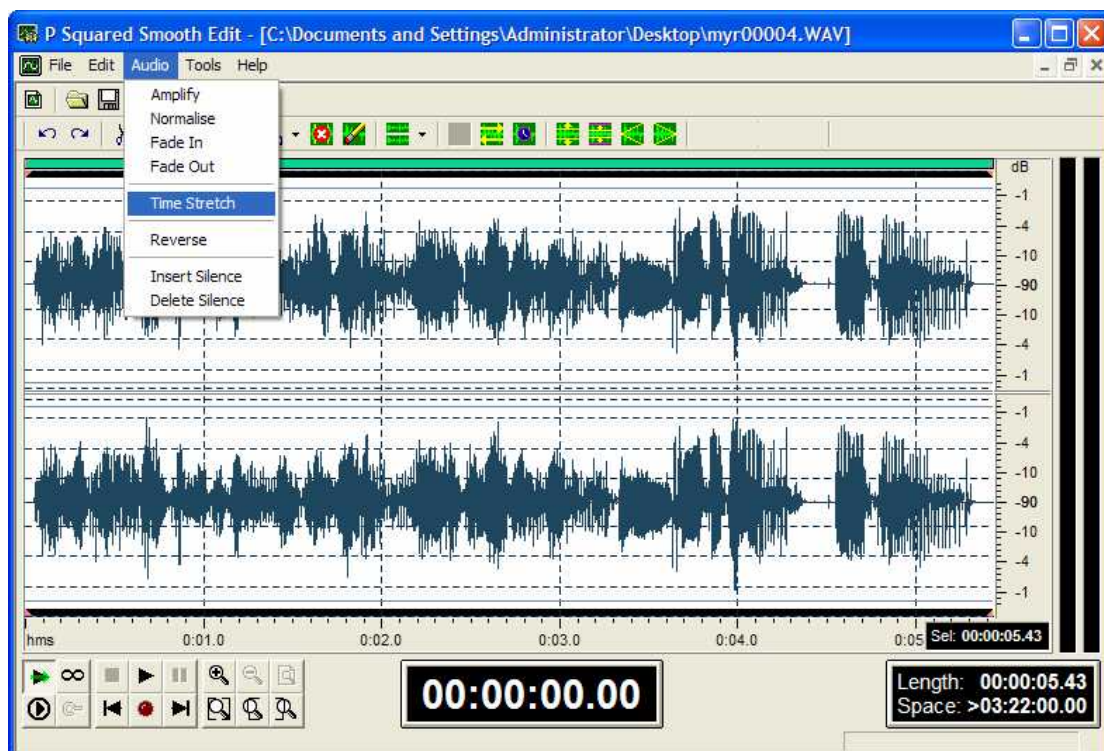 P Squared Smooth Edit - [C:\Documents and Settings\Administrator\Desktop\myr00004.WAV]
File Edit Audio Tools Help
Amplify
Normalise
Fade In
Fade Out
Time Stretch
Reverse
Insert Silence
Delete Silence
dB
-1
-4
-10
-90
-10
-4
-1
-1
-4
-10
-90
-10
-4
-1
hms 0:01.0 0:02.0 0:03.0 0:04.0 0:05 Sel: 00:00:05.43
00:00:00.00
Length: 00:00:05.43
Space: >03:22:00.00